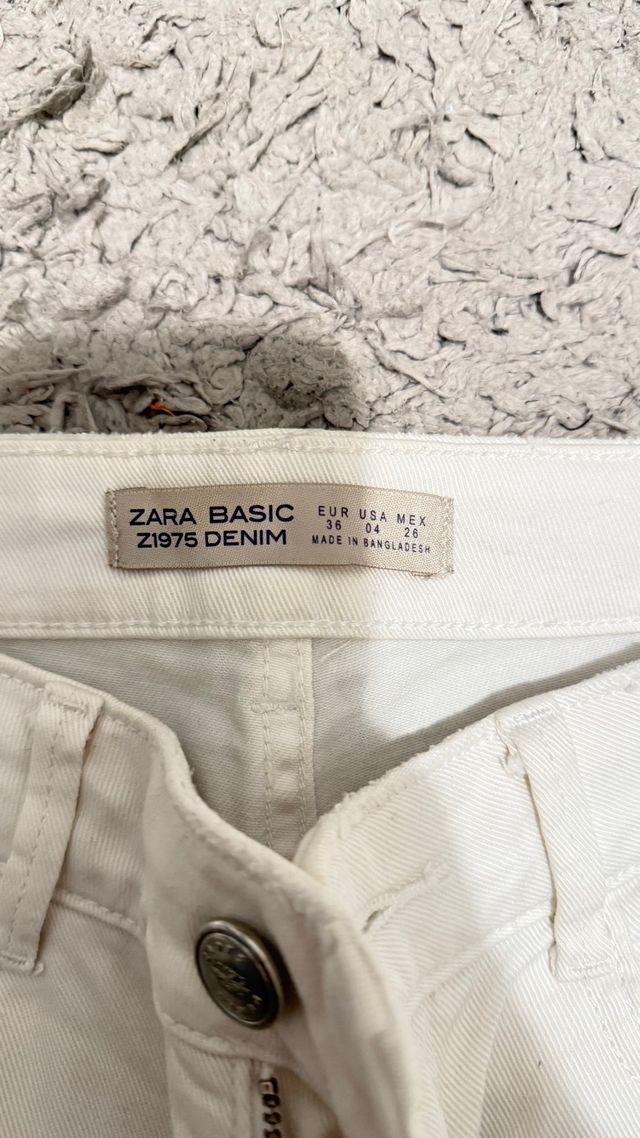 ZARA BASIC
Z1975 DENIM
EUR USA MEX
36 04 26
MADE IN BANGLADESH